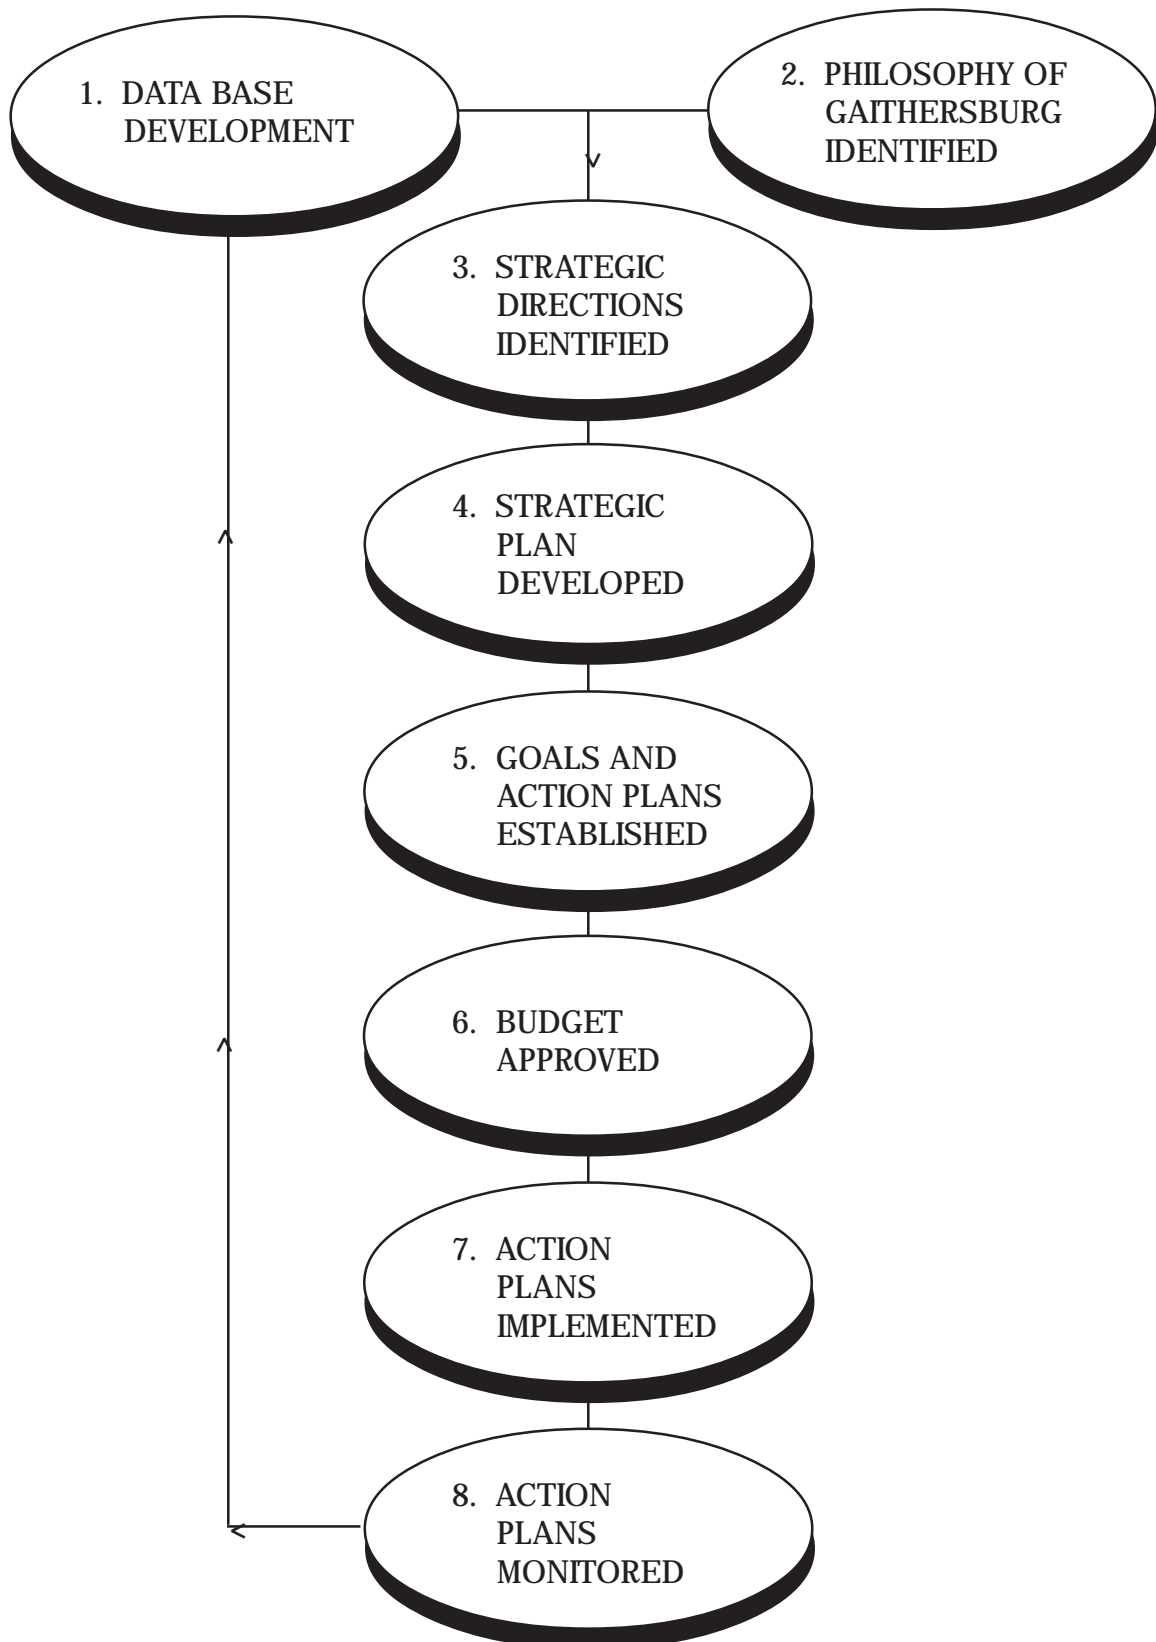 1. DATA BASE
DEVELOPMENT
2. PHILOSOPHY OF
GAITHERSBURG
IDENTIFIED
3. STRATEGIC
DIRECTIONS
IDENTIFIED
4. STRATEGIC
PLAN
DEVELOPED
5. GOALS AND
ACTION PLANS
ESTABLISHED
6. BUDGET
APPROVED
7. ACTION
PLANS
IMPLEMENTED
8. ACTION
PLANS
MONITORED